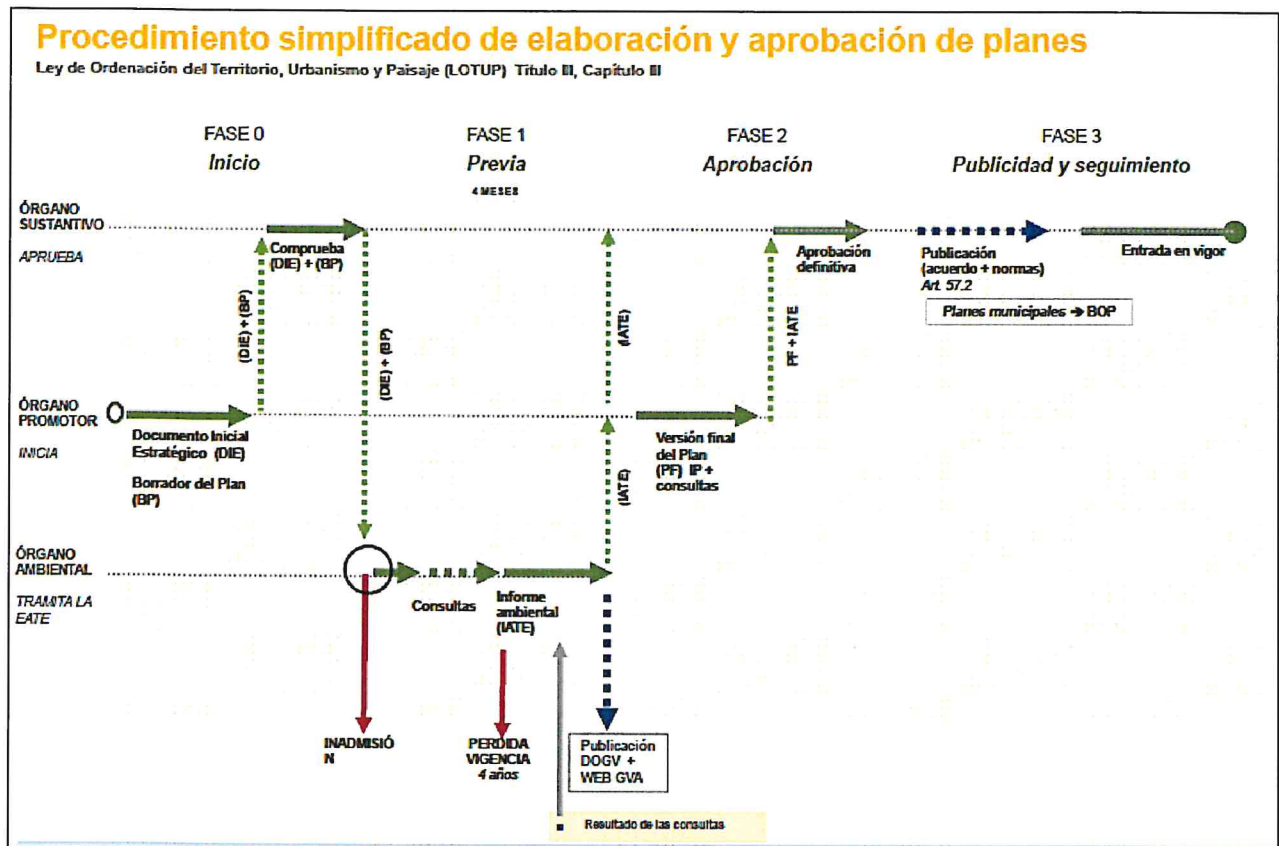 Procedimiento simplificado de elaboración y aprobación de planes
Ley de Ordenación del Territorio, Urbanismo y Paisaje (LOTUP) Título III, Capítulo III
FASE 0
Inicio
FASE 1
Previa
4 MESES
FASE 2
Aprobación
FASE 3
Publicidad y seguimiento
ÓRGANO
SUSTANTIVO
APRUEBA
Comprueba
(DIE) + (BP)
Aprobación
definitiva
Publicación
(acuerdo + normas)
Art. 57.2
Entrada en vigor
Planes municipales → BOP
(DIE) + (BP)
(DIE) + (BP)
(IATE)
PF + IATE
ÓRGANO
PROMOTOR
INICIA
Documento Inicial
Estratégico (DIE)
Borrador del Plan
(BP)
Versión final
del Plan
(PF) IP +
consultas
(IATE)
ÓRGANO
AMBIENTAL
TRAMITA LA
EATE
Consultas
Informe
ambiental
(IATE)
INADMISIÓ
N
PERDIDA
VIGENCIA
4 años
Publicación
DOGV +
WEB GVA
Resultado de las consultas